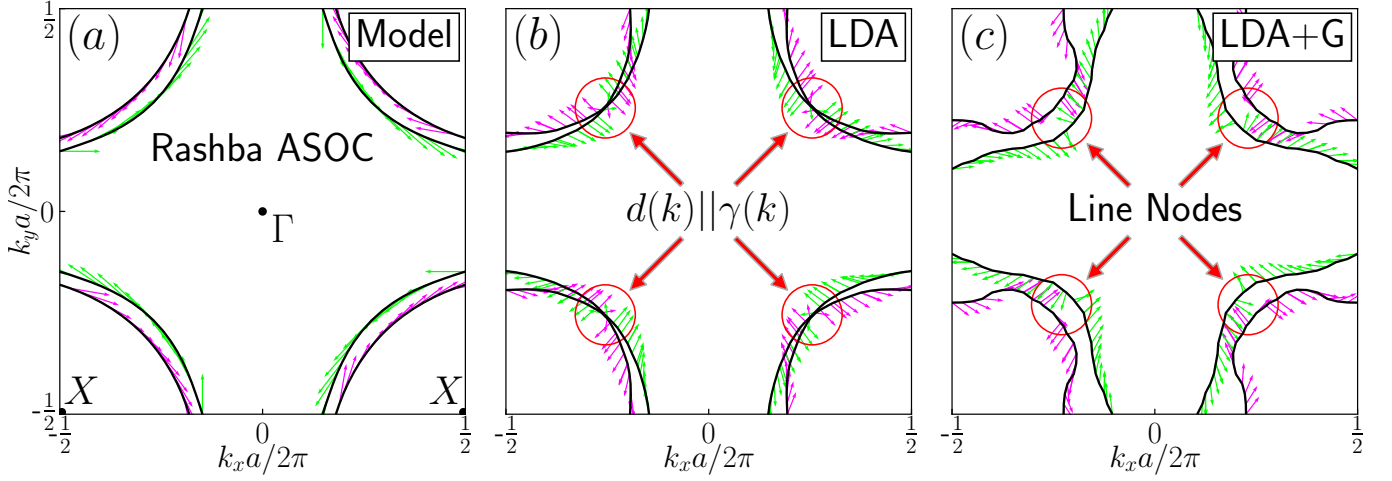 (a) Model
(b) LDA
(c) LDA+G
1/2
Rashba ASOC
d(k)||γ(k)
Line Nodes
k_y a/2π
0
Γ
X X
-1/2
-1/2 0 1/2
-1/2 0 1/2
-1/2 0 1/2
k_x a/2π
k_x a/2π
k_x a/2π